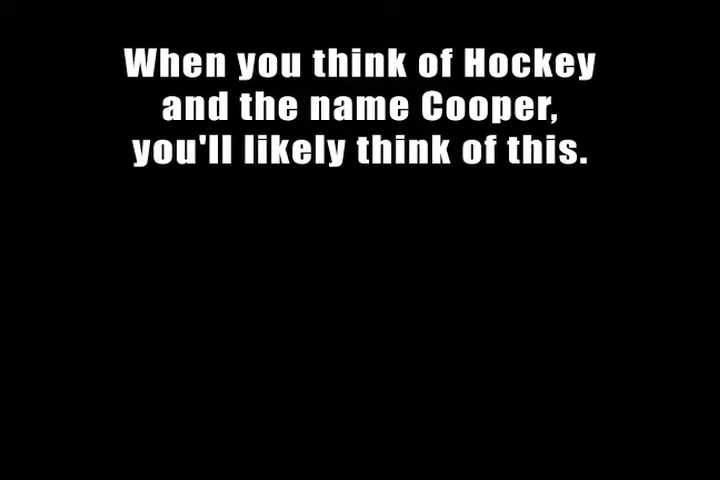 When you think of Hockey
and the name Cooper,
you'll likely think of this.